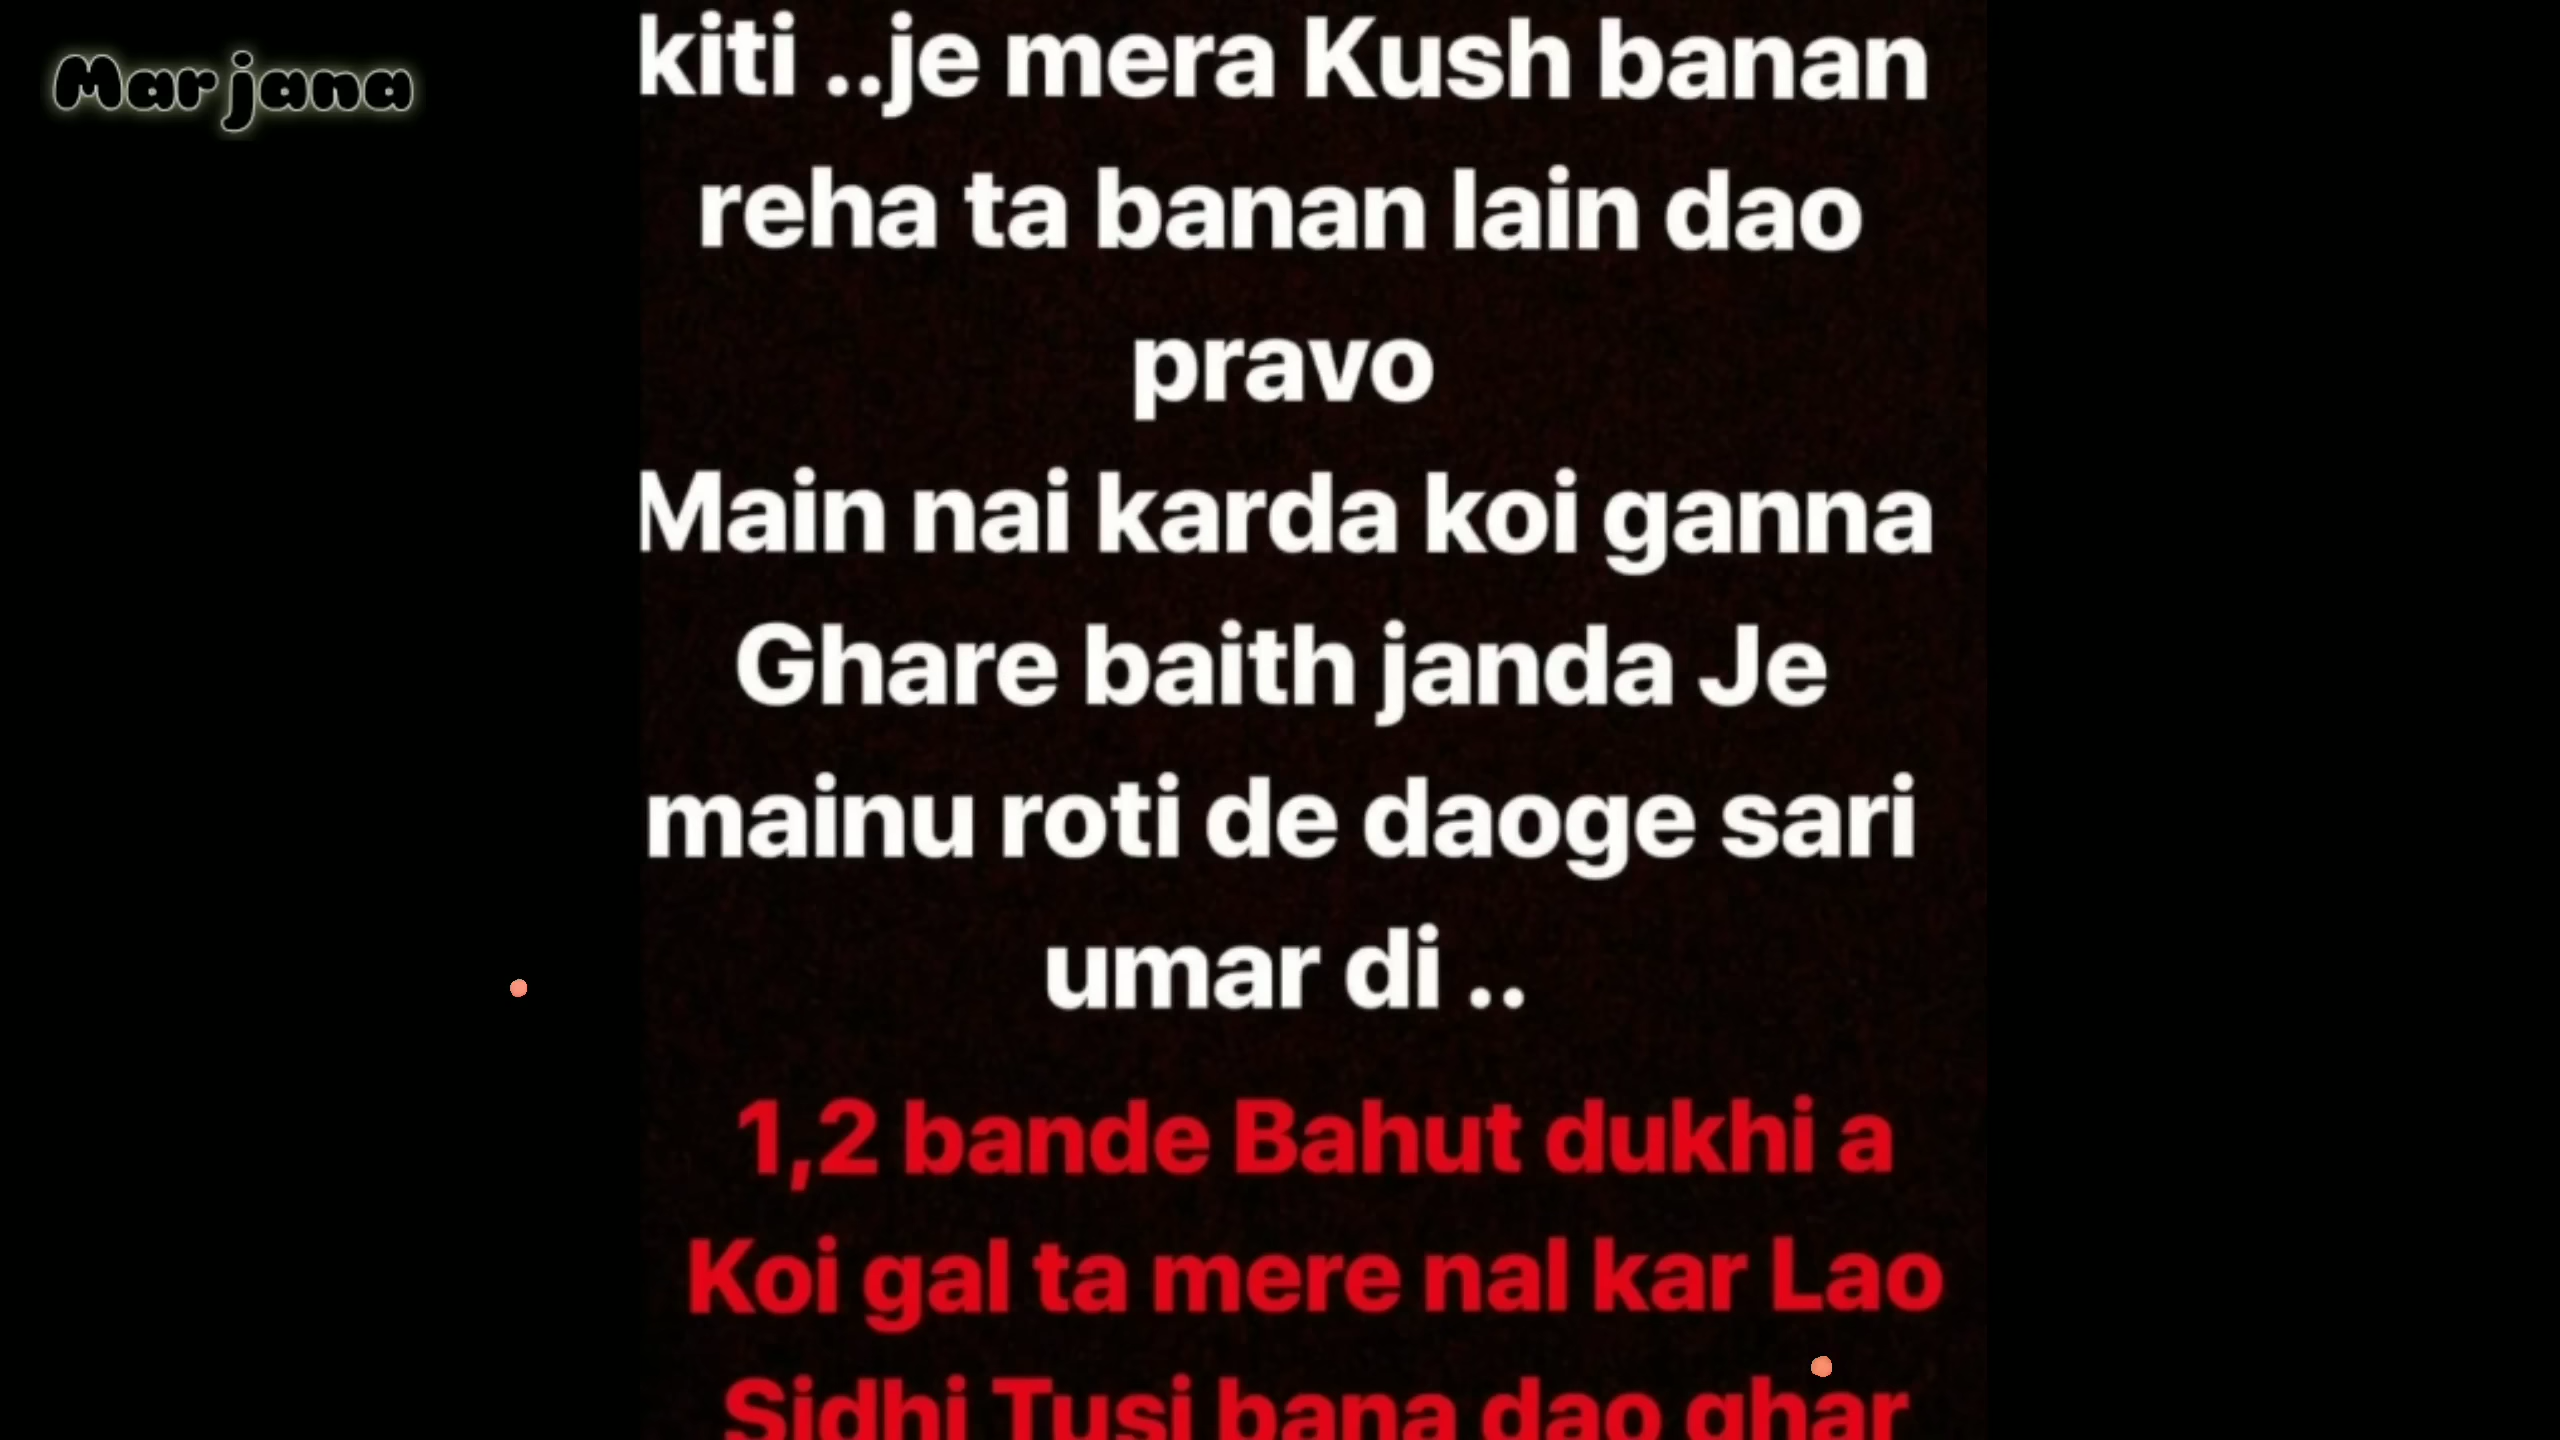 Marjana
kiti ..je mera Kush banan
reha ta banan lain dao
pravo
Main nai karda koi ganna
Ghare baith janda Je
mainu roti de daoge sari
umar di ..
1,2 bande Bahut dukhi a
Koi gal ta mere nal kar Lao
Sidhi Tusi bana dao ghar